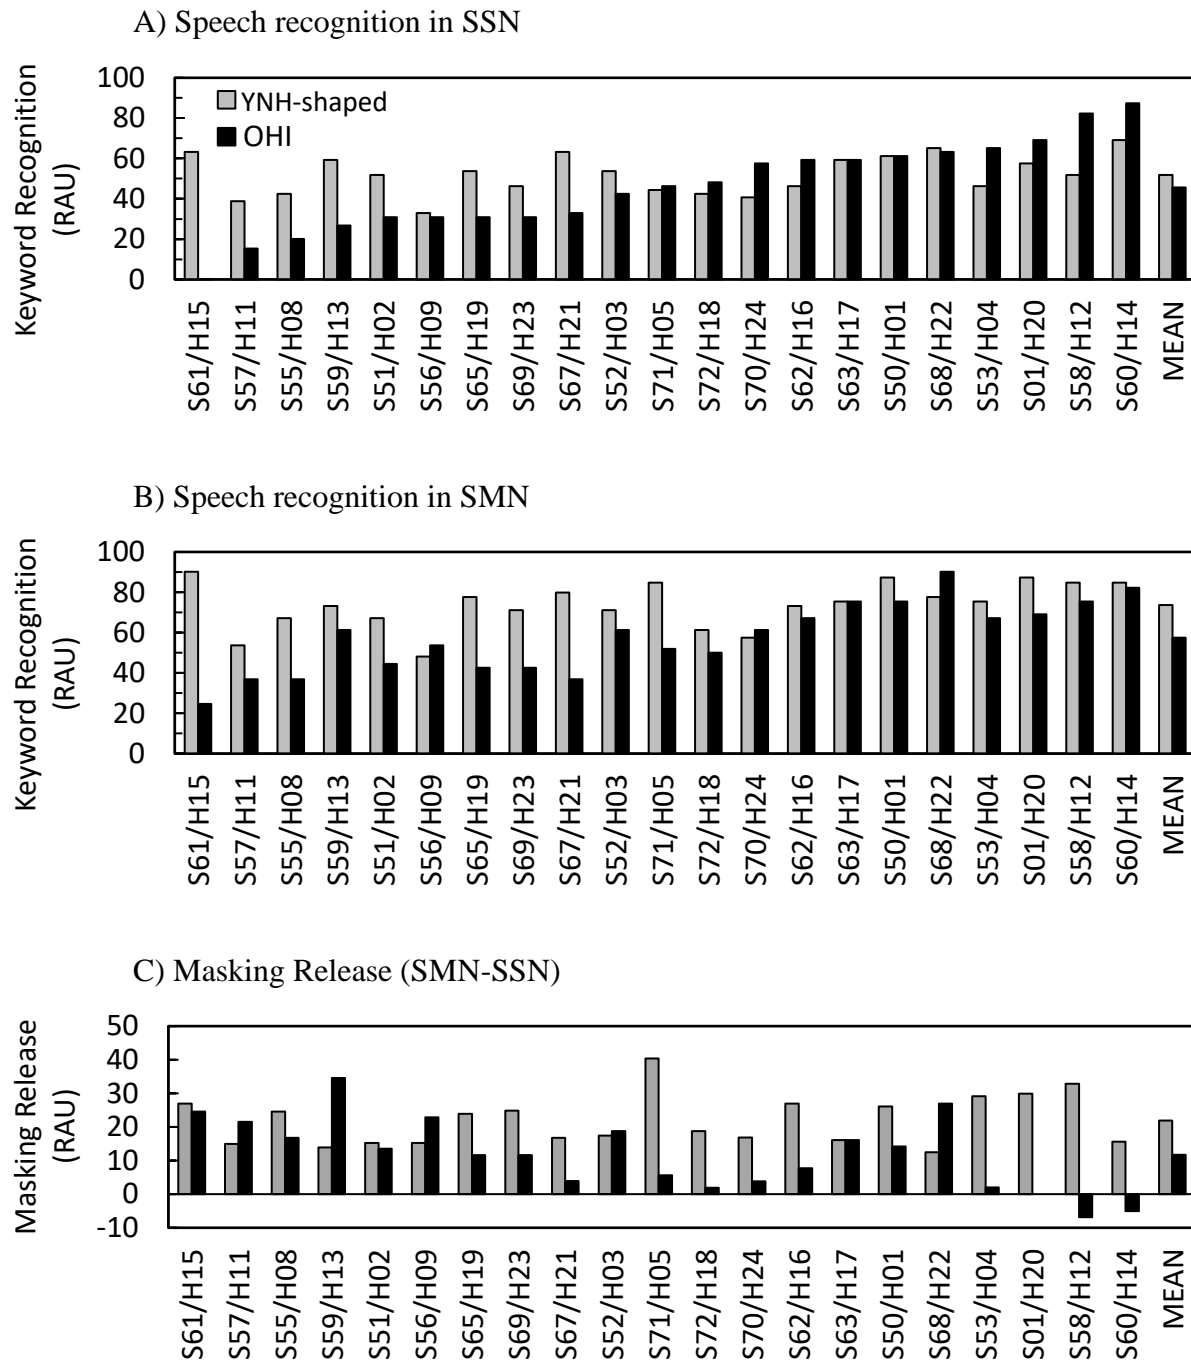 A) Speech recognition in SSN
Keyword Recognition
(RAU)
100
80
60
40
20
0
YNH-shaped
OHI
S61/H15
S57/H11
S55/H08
S59/H13
S51/H02
S56/H09
S65/H19
S69/H23
S67/H21
S52/H03
S71/H05
S72/H18
S70/H24
S62/H16
S63/H17
S50/H01
S68/H22
S53/H04
S01/H20
S58/H12
S60/H14
MEAN
B) Speech recognition in SMN
Keyword Recognition
(RAU)
100
80
60
40
20
0
S61/H15
S57/H11
S55/H08
S59/H13
S51/H02
S56/H09
S65/H19
S69/H23
S67/H21
S52/H03
S71/H05
S72/H18
S70/H24
S62/H16
S63/H17
S50/H01
S68/H22
S53/H04
S01/H20
S58/H12
S60/H14
MEAN
C) Masking Release (SMN-SSN)
Masking Release
(RAU)
50
40
30
20
10
0
-10
S61/H15
S57/H11
S55/H08
S59/H13
S51/H02
S56/H09
S65/H19
S69/H23
S67/H21
S52/H03
S71/H05
S72/H18
S70/H24
S62/H16
S63/H17
S50/H01
S68/H22
S53/H04
S01/H20
S58/H12
S60/H14
MEAN